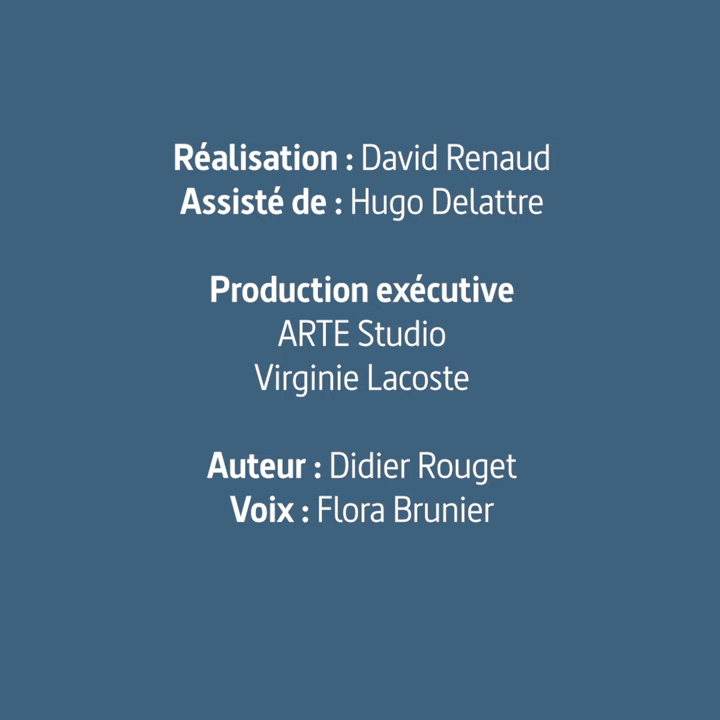 Réalisation : David Renaud
Assisté de : Hugo Delattre
Production exécutive
ARTE Studio
Virginie Lacoste
Auteur : Didier Rouget
Voix : Flora Brunier